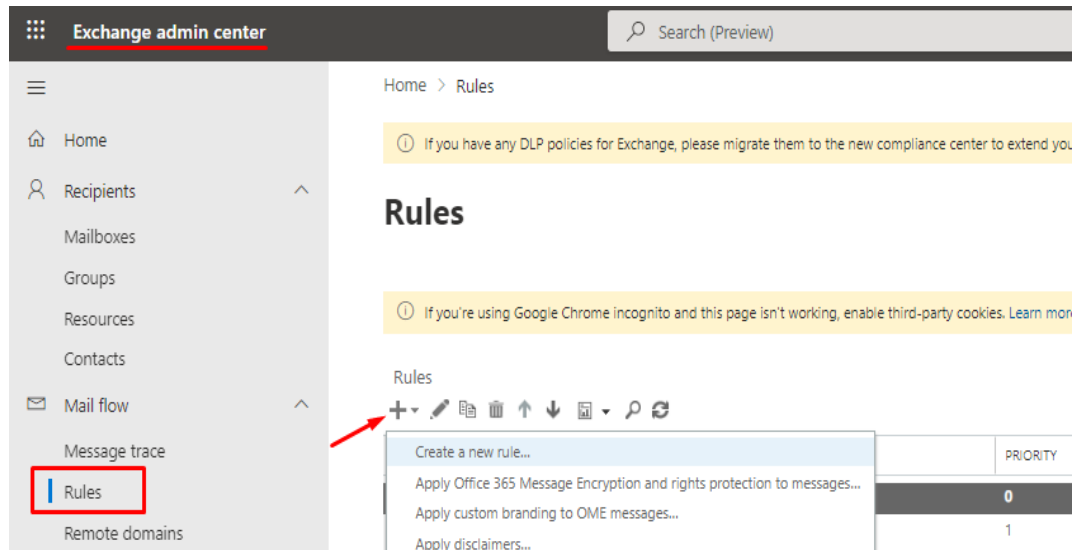 Exchange admin center
Search (Preview)
Home > Rules
If you have any DLP policies for Exchange, please migrate them to the new compliance center to extend you
Home
Recipients
Mailboxes
Groups
Resources
Contacts
Mail flow
Message trace
Rules
Remote domains
Rules
If you're using Google Chrome incognito and this page isn't working, enable third-party cookies. Learn more
Rules
Create a new rule...
Apply Office 365 Message Encryption and rights protection to messages...
Apply custom branding to OME messages...
Apply disclaimers...
PRIORITY
0
1